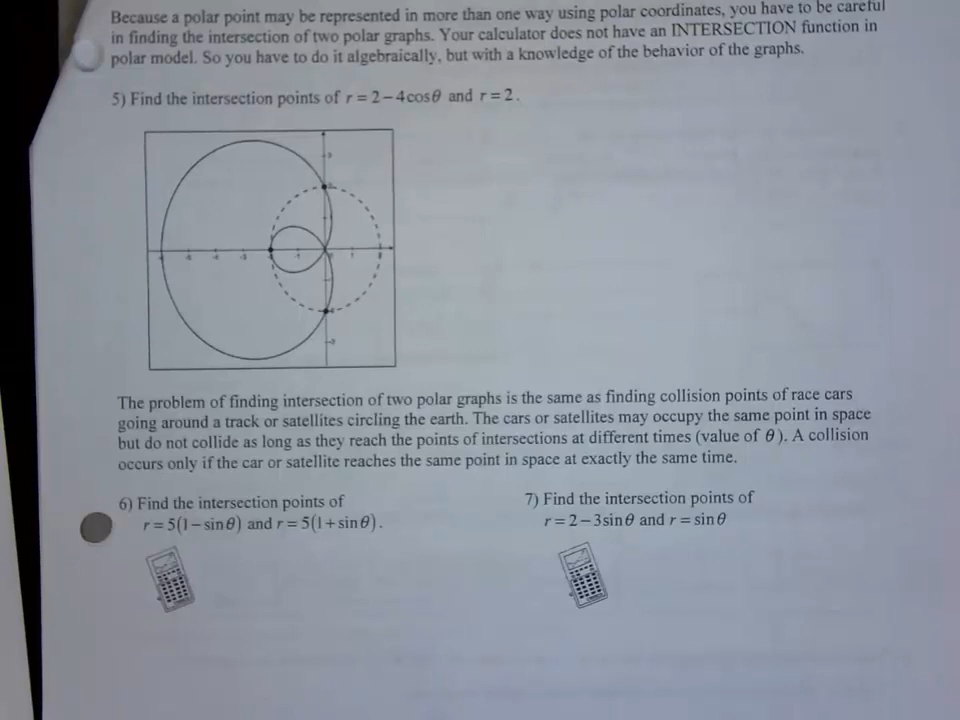 Because a polar point may be represented in more than one way using polar coordinates, you have to be careful
in finding the intersection of two polar graphs. Your calculator does not have an INTERSECTION function in
polar model. So you have to do it algebraically, but with a knowledge of the behavior of the graphs.
5) Find the intersection points of r = 2 – 4cosθ and r = 2.
The problem of finding intersection of two polar graphs is the same as finding collision points of race cars
going around a track or satellites circling the earth. The cars or satellites may occupy the same point in space
but do not collide as long as they reach the points of intersections at different times (value of θ). A collision
occurs only if the car or satellite reaches the same point in space at exactly the same time.
6) Find the intersection points of
r = 5(1 – sinθ) and r = 5(1 + sinθ).
7) Find the intersection points of
r = 2 – 3sinθ and r = sinθ